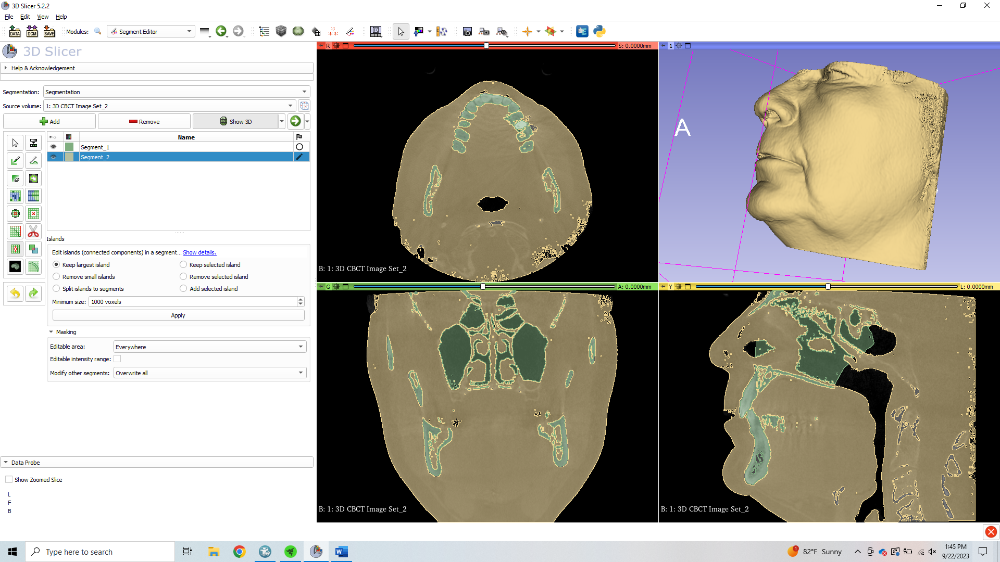 3D Slicer 5.2.2
File Edit View Help
DATA DCM SAVE Modules: Segment Editor
3D Slicer
Help & Acknowledgement
Segmentation: Segmentation
Source volume: 1: 3D CBCT Image Set_2
Add Remove Show 3D
Name
Segment_1
Segment_2
Islands
Edit islands (connected components) in a segment... Show details.
Keep largest island Keep selected island
Remove small islands Remove selected island
Split islands to segments Add selected island
Minimum size: 1000 voxels
Apply
Masking
Editable area: Everywhere
Editable intensity range:
Modify other segments: Overwrite all
Data Probe
Show Zoomed Slice
L
F
B
R S: 0.0000mm
B: 1: 3D CBCT Image Set_2
1
A
G A: 0.0000mm
B: 1: 3D CBCT Image Set_2
Y L: 0.0000mm
B: 1: 3D CBCT Image Set_2
Type here to search
W
1
82°F Sunny
1:45 PM
9/22/2023